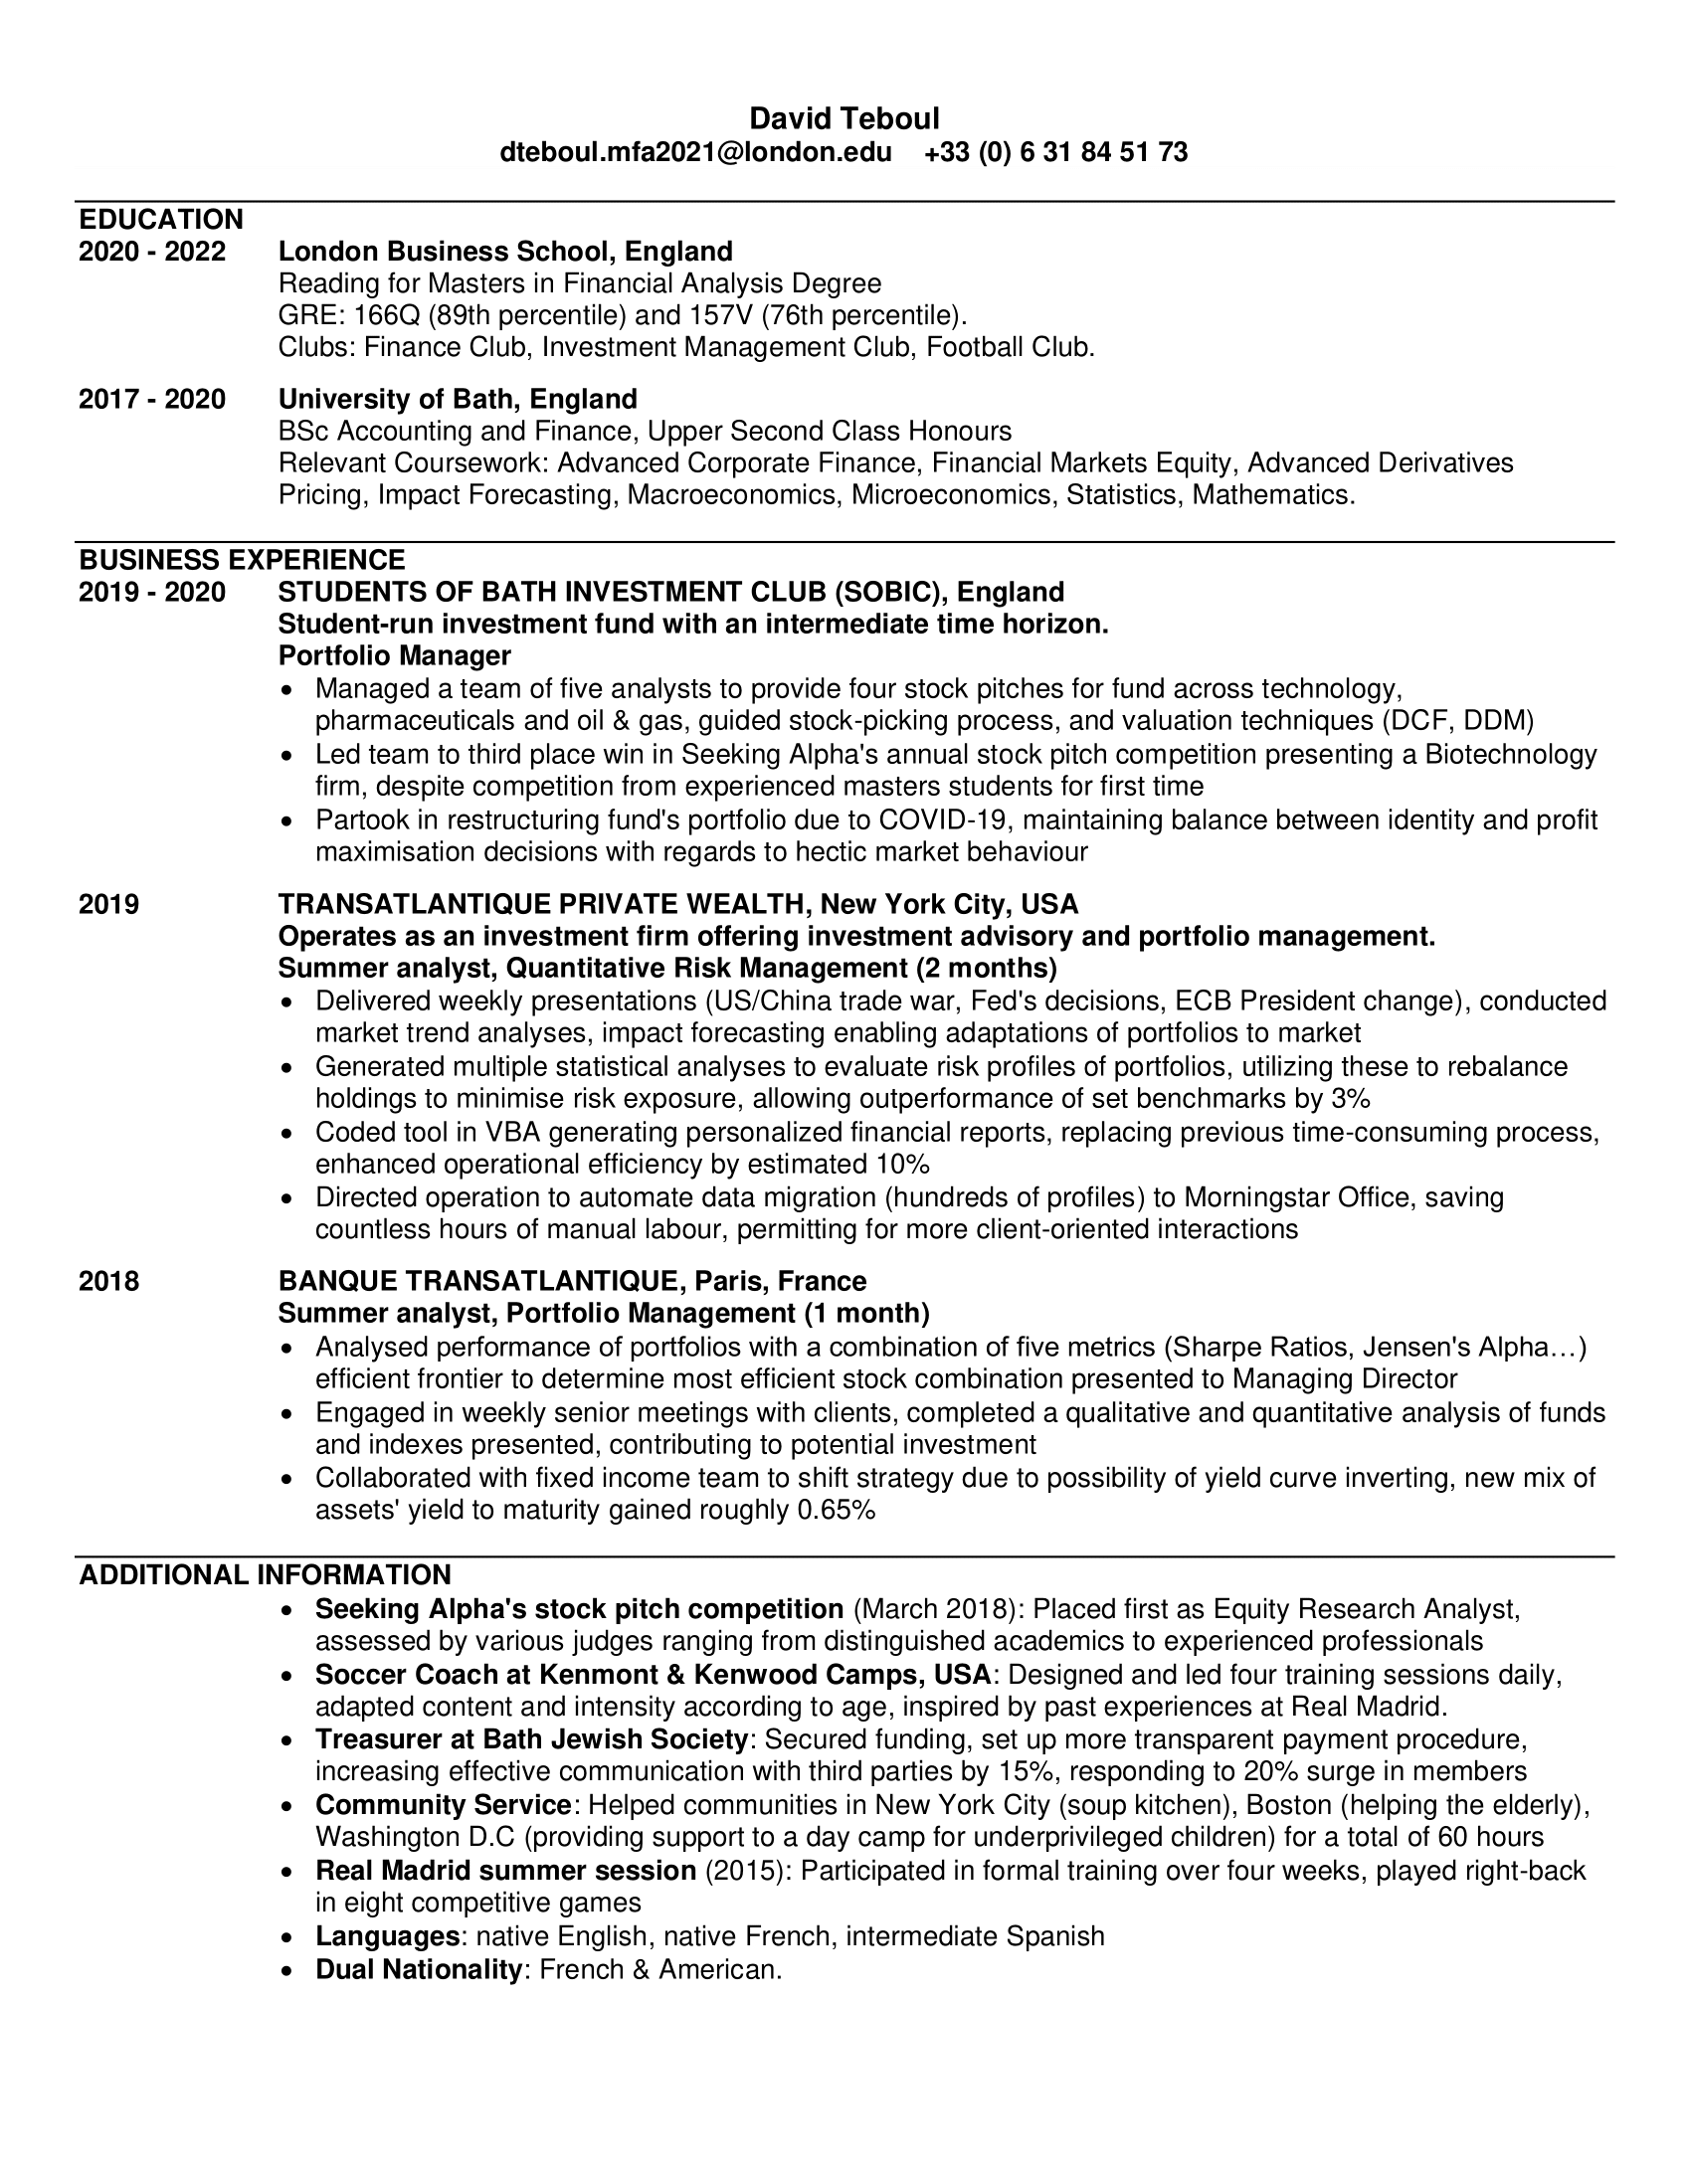 David Teboul
dteboul.mfa2021@london.edu +33 (0) 6 31 84 51 73
EDUCATION
2020 - 2022 London Business School, England
Reading for Masters in Financial Analysis Degree
GRE: 166Q (89th percentile) and 157V (76th percentile).
Clubs: Finance Club, Investment Management Club, Football Club.
2017 - 2020 University of Bath, England
BSc Accounting and Finance, Upper Second Class Honours
Relevant Coursework: Advanced Corporate Finance, Financial Markets Equity, Advanced Derivatives
Pricing, Impact Forecasting, Macroeconomics, Microeconomics, Statistics, Mathematics.
BUSINESS EXPERIENCE
2019 - 2020 STUDENTS OF BATH INVESTMENT CLUB (SOBIC), England
Student-run investment fund with an intermediate time horizon.
Portfolio Manager
• Managed a team of five analysts to provide four stock pitches for fund across technology,
pharmaceuticals and oil & gas, guided stock-picking process, and valuation techniques (DCF, DDM)
• Led team to third place win in Seeking Alpha's annual stock pitch competition presenting a Biotechnology
firm, despite competition from experienced masters students for first time
• Partook in restructuring fund's portfolio due to COVID-19, maintaining balance between identity and profit
maximisation decisions with regards to hectic market behaviour
2019 TRANSATLANTIQUE PRIVATE WEALTH, New York City, USA
Operates as an investment firm offering investment advisory and portfolio management.
Summer analyst, Quantitative Risk Management (2 months)
• Delivered weekly presentations (US/China trade war, Fed's decisions, ECB President change), conducted
market trend analyses, impact forecasting enabling adaptations of portfolios to market
• Generated multiple statistical analyses to evaluate risk profiles of portfolios, utilizing these to rebalance
holdings to minimise risk exposure, allowing outperformance of set benchmarks by 3%
• Coded tool in VBA generating personalized financial reports, replacing previous time-consuming process,
enhanced operational efficiency by estimated 10%
• Directed operation to automate data migration (hundreds of profiles) to Morningstar Office, saving
countless hours of manual labour, permitting for more client-oriented interactions
2018 BANQUE TRANSATLANTIQUE, Paris, France
Summer analyst, Portfolio Management (1 month)
• Analysed performance of portfolios with a combination of five metrics (Sharpe Ratios, Jensen's Alpha…)
efficient frontier to determine most efficient stock combination presented to Managing Director
• Engaged in weekly senior meetings with clients, completed a qualitative and quantitative analysis of funds
and indexes presented, contributing to potential investment
• Collaborated with fixed income team to shift strategy due to possibility of yield curve inverting, new mix of
assets' yield to maturity gained roughly 0.65%
ADDITIONAL INFORMATION
• Seeking Alpha's stock pitch competition (March 2018): Placed first as Equity Research Analyst,
assessed by various judges ranging from distinguished academics to experienced professionals
• Soccer Coach at Kenmont & Kenwood Camps, USA: Designed and led four training sessions daily,
adapted content and intensity according to age, inspired by past experiences at Real Madrid.
• Treasurer at Bath Jewish Society: Secured funding, set up more transparent payment procedure,
increasing effective communication with third parties by 15%, responding to 20% surge in members
• Community Service: Helped communities in New York City (soup kitchen), Boston (helping the elderly),
Washington D.C (providing support to a day camp for underprivileged children) for a total of 60 hours
• Real Madrid summer session (2015): Participated in formal training over four weeks, played right-back
in eight competitive games
• Languages: native English, native French, intermediate Spanish
• Dual Nationality: French & American.